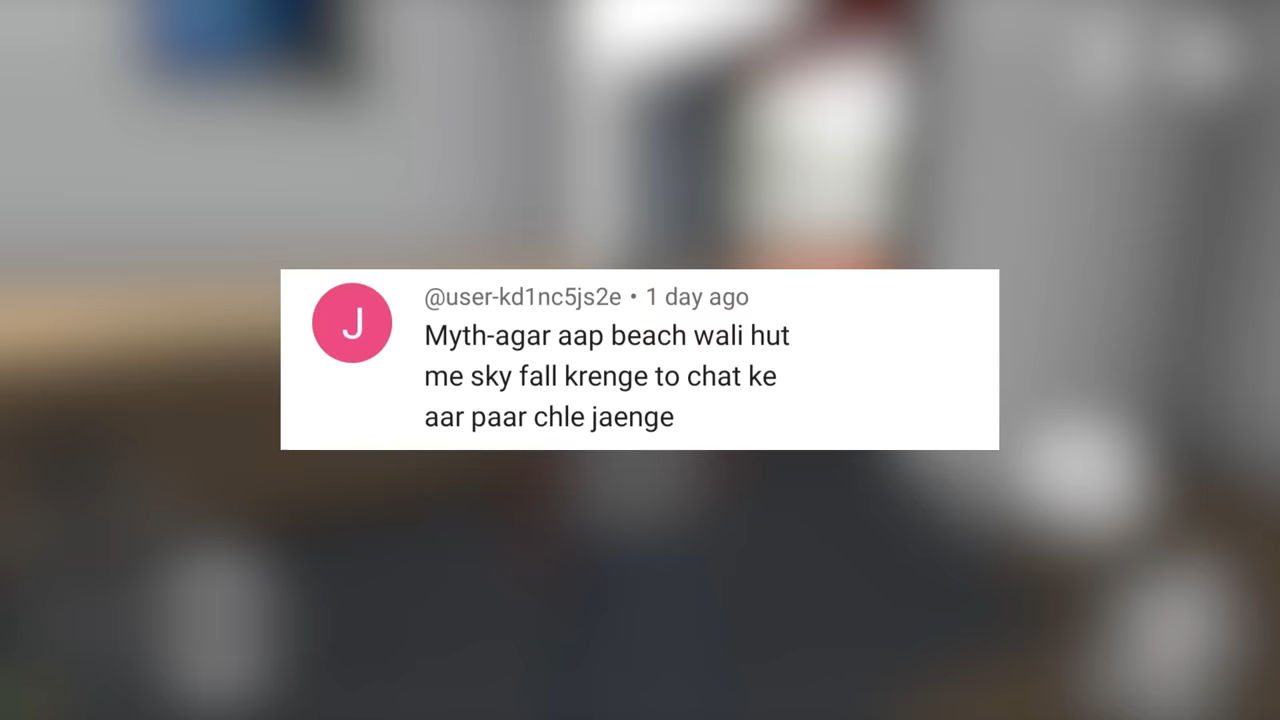 J
@user-kd1nc5js2e • 1 day ago
Myth-agar aap beach wali hut
me sky fall krenge to chat ke
aar paar chle jaenge